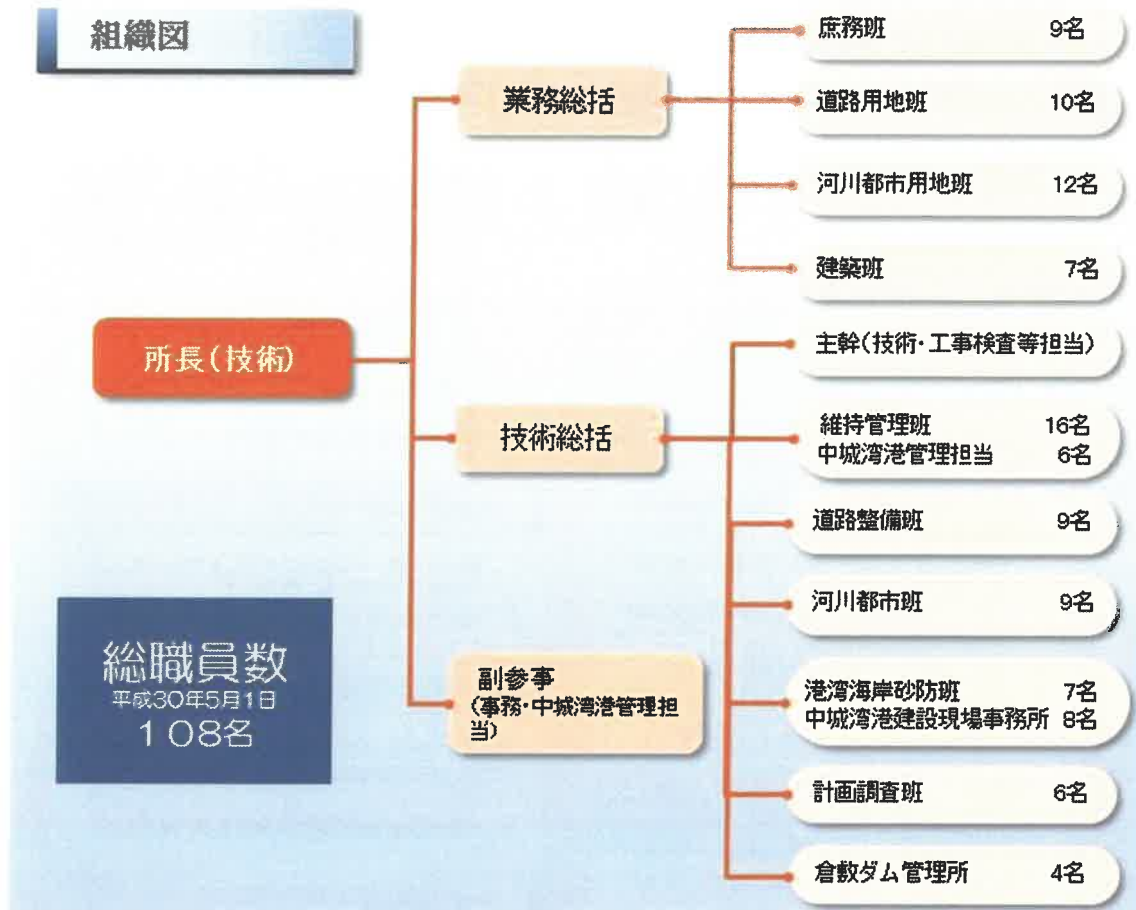 組織図
業務総括
庶務班 9名
道路用地班 10名
河川都市用地班 12名
建築班 7名
所長(技術)
技術総括
主幹(技術・工事検査等担当)
維持管理班 16名
中城湾港管理担当 6名
道路整備班 9名
河川都市班 9名
港湾海岸砂防班 7名
中城湾港建設現場事務所 8名
計画調査班 6名
倉敷ダム管理所 4名
副参事
(事務・中城湾港管理担
当)
総職員数
平成30年5月1日
108名